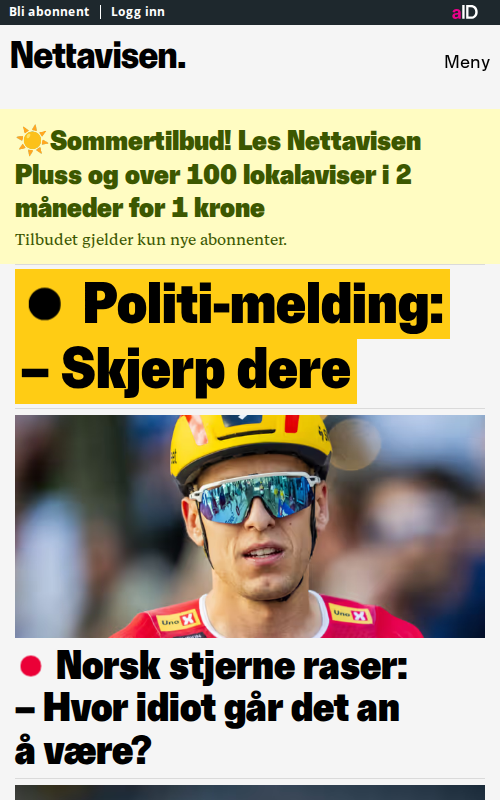 Bli abonnent | Logg inn
aID
Nettavisen.
Meny
☀️Sommertilbud! Les Nettavisen
Pluss og over 100 lokalaviser i 2
måneder for 1 krone
Tilbudet gjelder kun nye abonnenter.
● Politi-melding:
– Skjerp dere
Uno X
Uno X
Norsk stjerne raser:
– Hvor idiot går det an
å være?